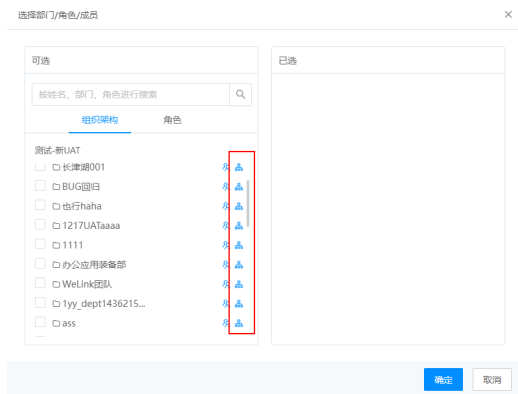 选择部门/角色/成员
可选
已选
按姓名、部门、角色进行搜索
组织架构 角色
测试-新UAT
长津湖001
BUG回归
也行haha
1217UATaaaa
1111
办公应用装备部
WeLink团队
1yy_dept1436215...
ass
确定 取消